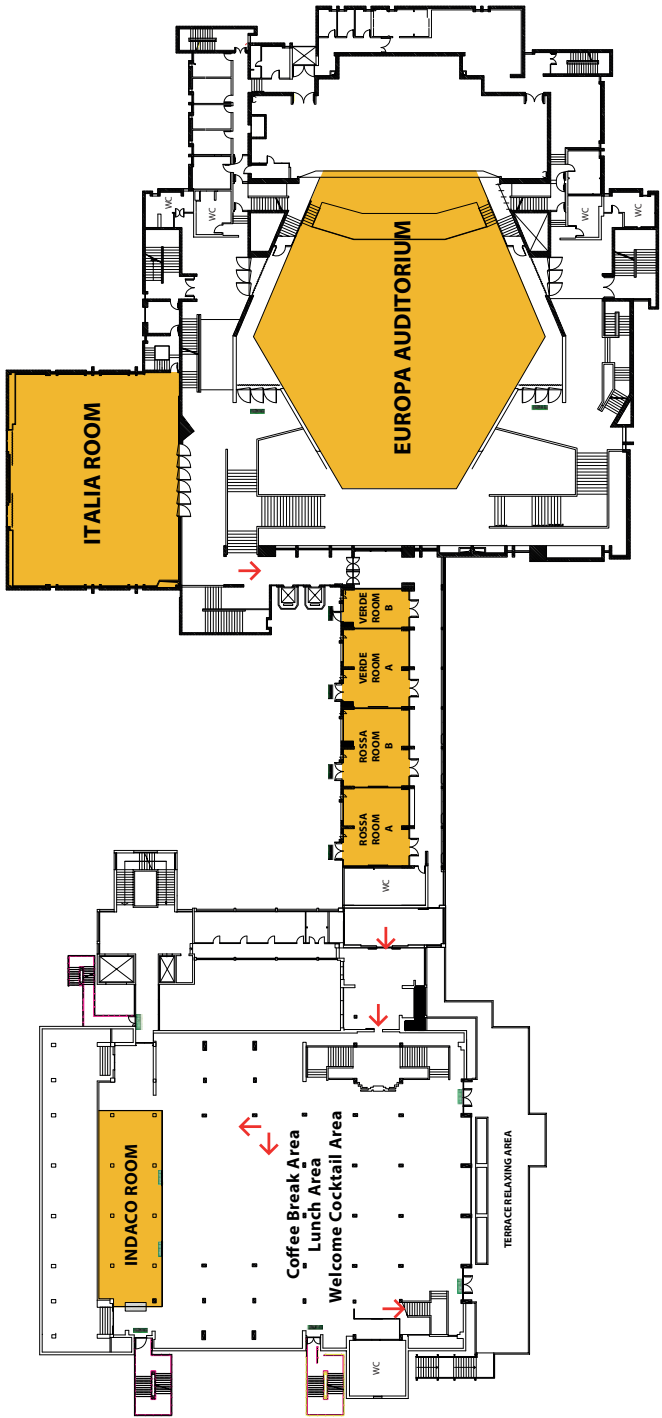 WC
WC
WC
WC
EUROPA AUDITORIUM
ITALIA ROOM
VERDE
ROOM
B
VERDE
ROOM
A
ROSSA
ROOM
B
ROSSA
ROOM
A
WC
INDACO ROOM
Coffee Break Area
Lunch Area
Welcome Cocktail Area
TERRACE RELAXING AREA
WC